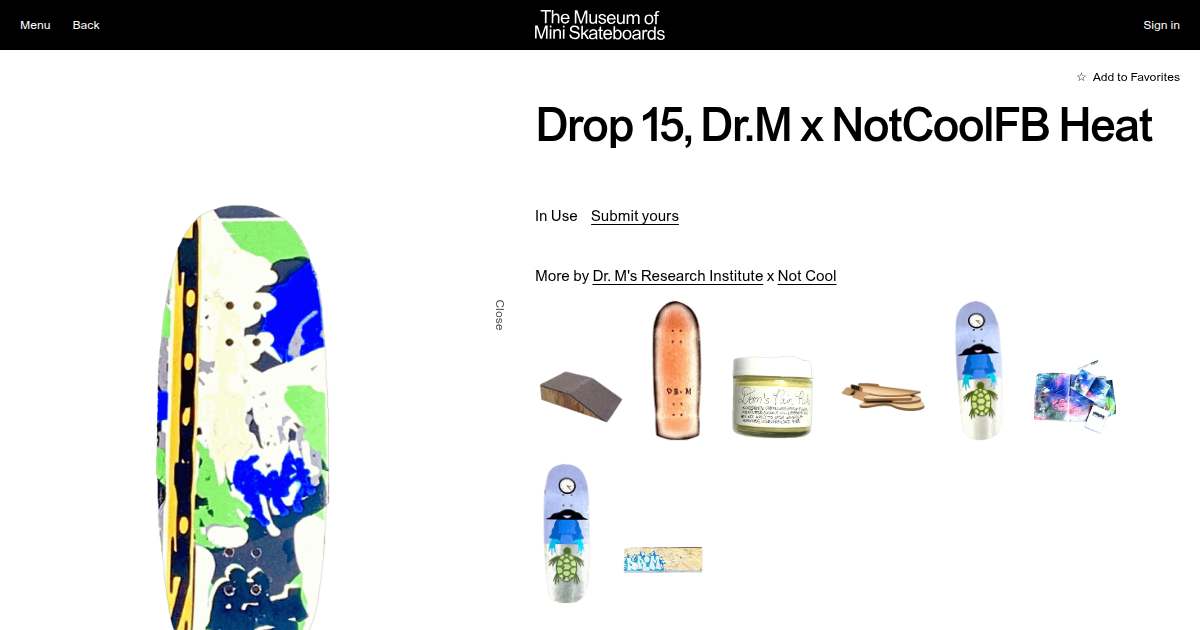 Menu
Back
The Museum of
Mini Skateboards
Sign in
☆ Add to Favorites
Drop 15, Dr.M x NotCoolFB Heat
In Use
Submit yours
More by Dr. M's Research Institute x Not Cool
Close
DR. M